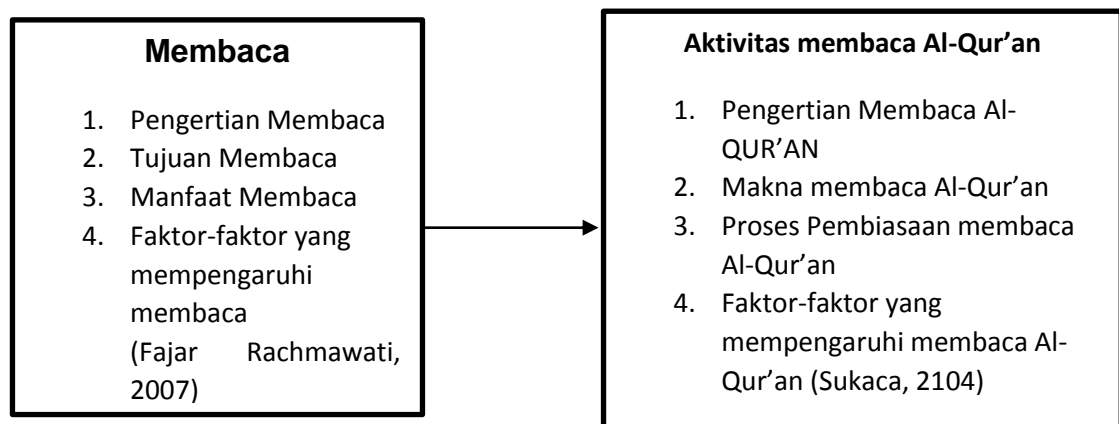 Membaca
1. Pengertian Membaca
2. Tujuan Membaca
3. Manfaat Membaca
4. Faktor-faktor yang
mempengaruhi
membaca
(Fajar Rachmawati,
2007)
Aktivitas membaca Al-Qur’an
1. Pengertian Membaca Al-
QUR’AN
2. Makna membaca Al-Qur’an
3. Proses Pembiasaan membaca
Al-Qur’an
4. Faktor-faktor yang
mempengaruhi membaca Al-
Qur’an (Sukaca, 2104)